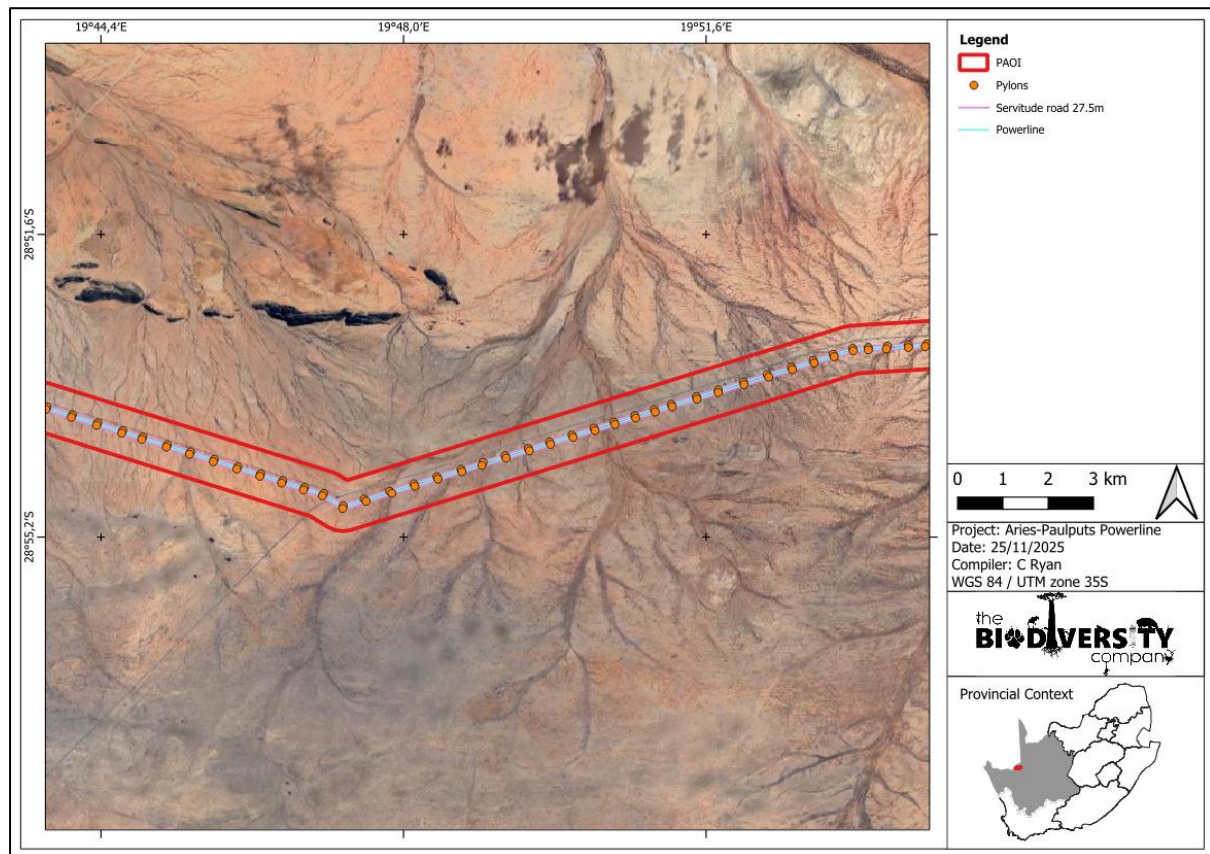 19°44,4'E
19°48,0'E
19°51,6'E
28°51,6'S
28°55,2'S
Legend
PAOI
Pylons
Servitude road 27.5m
Powerline
0 1 2 3 km
Project: Aries-Paulputs Powerline
Date: 25/11/2025
Compiler: C Ryan
WGS 84 / UTM zone 35S
the
BIODIVERSITY
company
Provincial Context